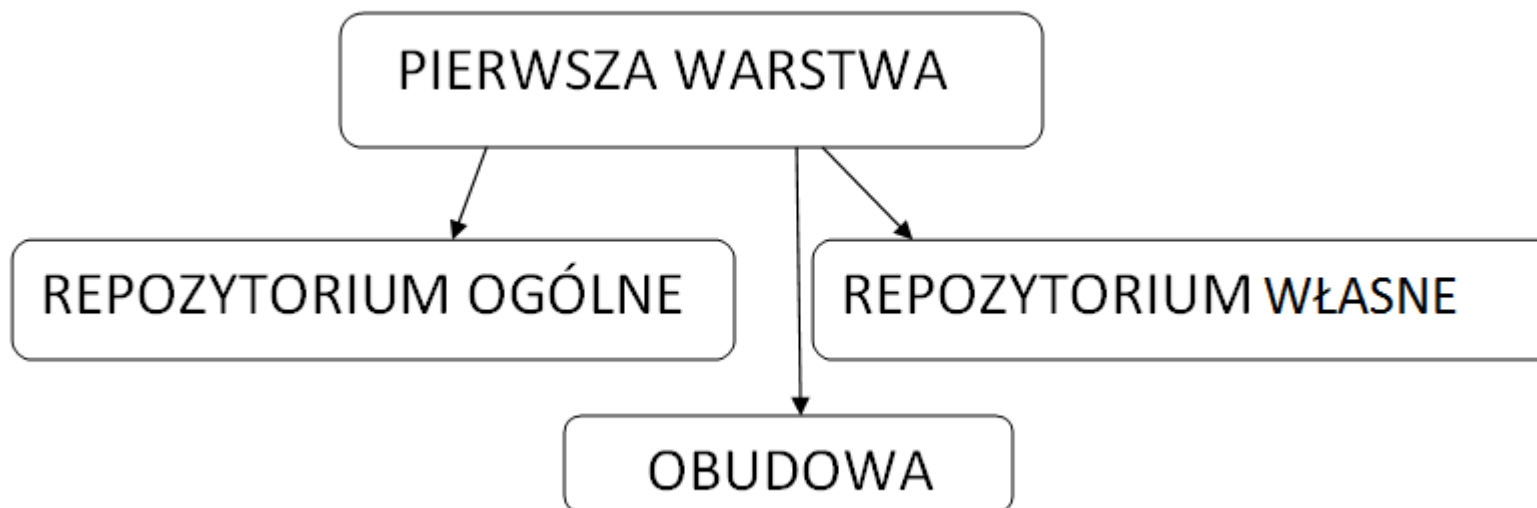 PIERWSZA WARSTWA
REPOZYTORIUM OGÓLNE
REPOZYTORIUM WŁASNE
OBUDOWA